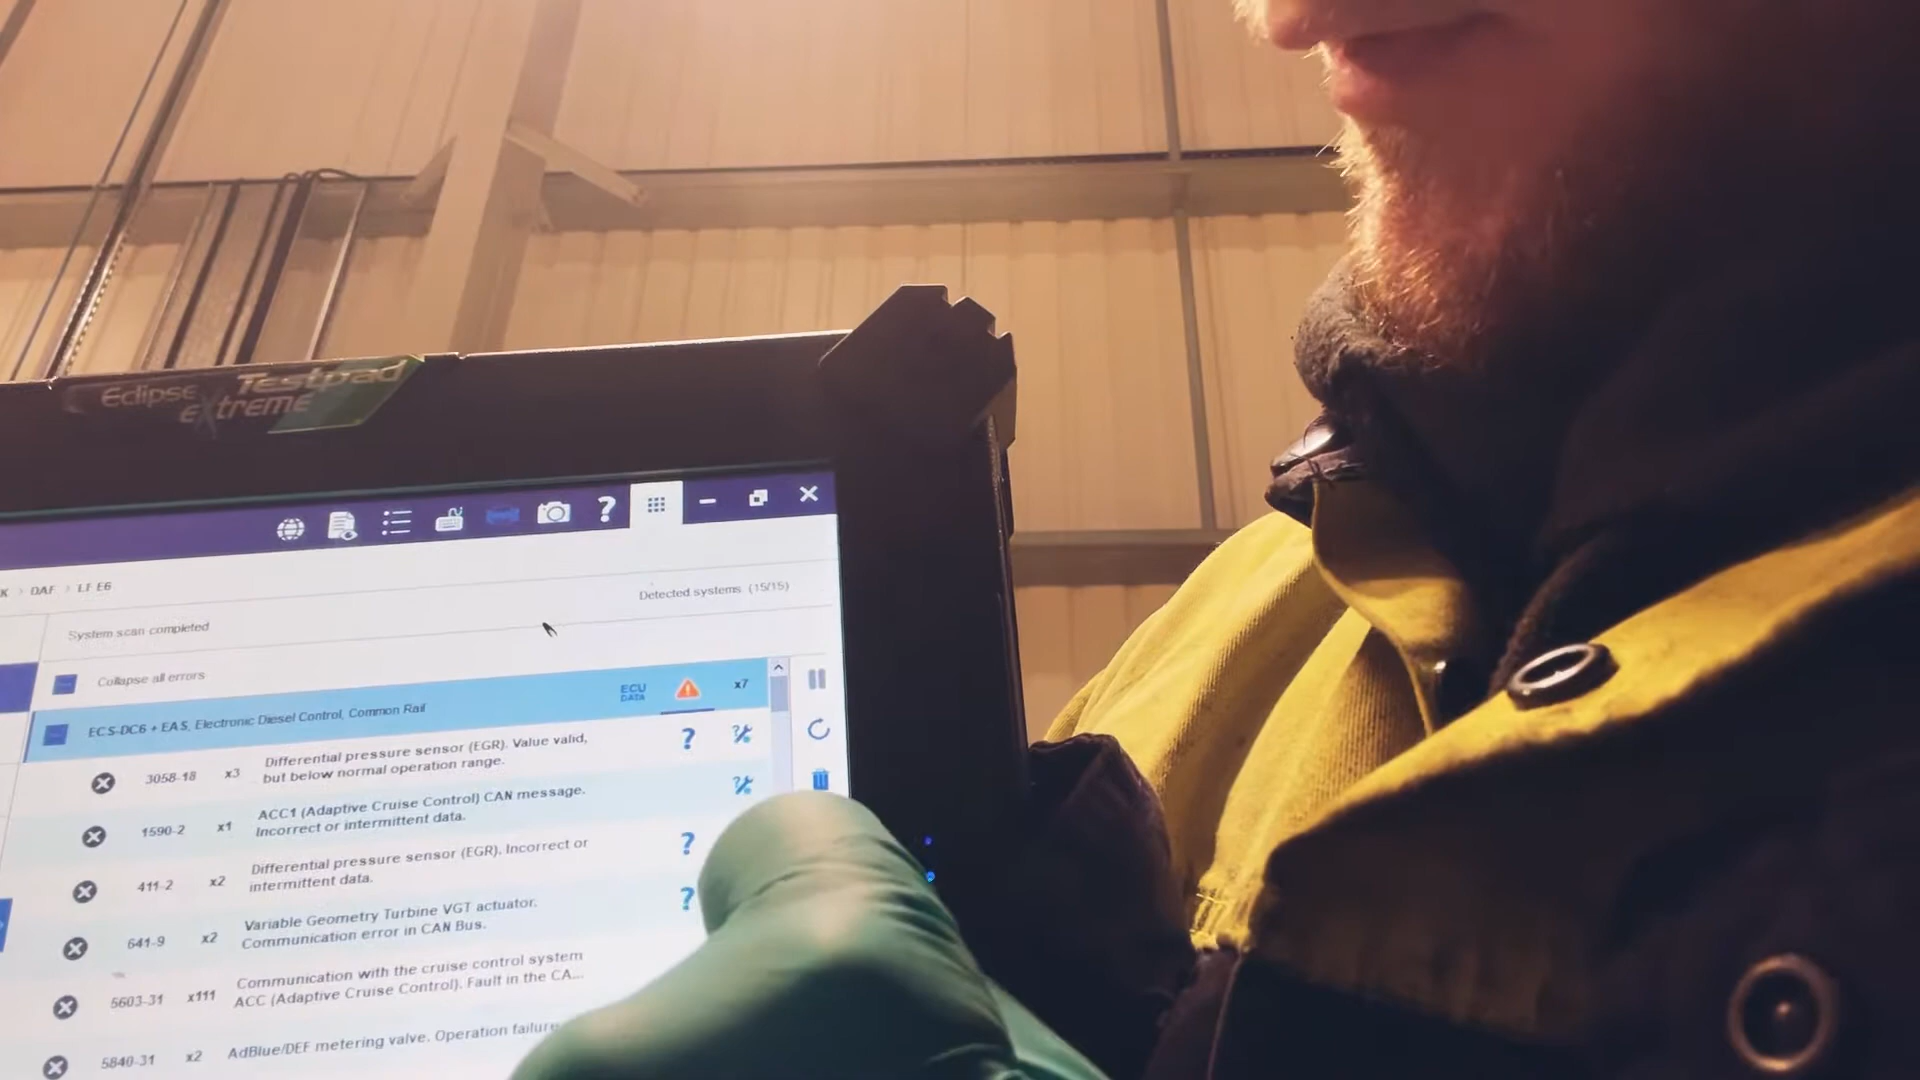 Eclipse Testpad
extreme
K > DAF > LF E6
Detected systems (15/15)
System scan completed
Collapse all errors
ECS-DC6 + EAS, Electronic Diesel Control, Common Rail
ECU
DATA
x7
3058-18 x3 Differential pressure sensor (EGR). Value valid,
but below normal operation range.
1590-2 x1 ACC1 (Adaptive Cruise Control) CAN message.
Incorrect or intermittent data.
411-2 x2 Differential pressure sensor (EGR). Incorrect or
intermittent data.
641-9 x2 Variable Geometry Turbine VGT actuator.
Communication error in CAN Bus.
5603-31 x111 Communication with the cruise control system
ACC (Adaptive Cruise Control). Fault in the CA...
5840-31 x2 AdBlue/DEF metering valve. Operation failure